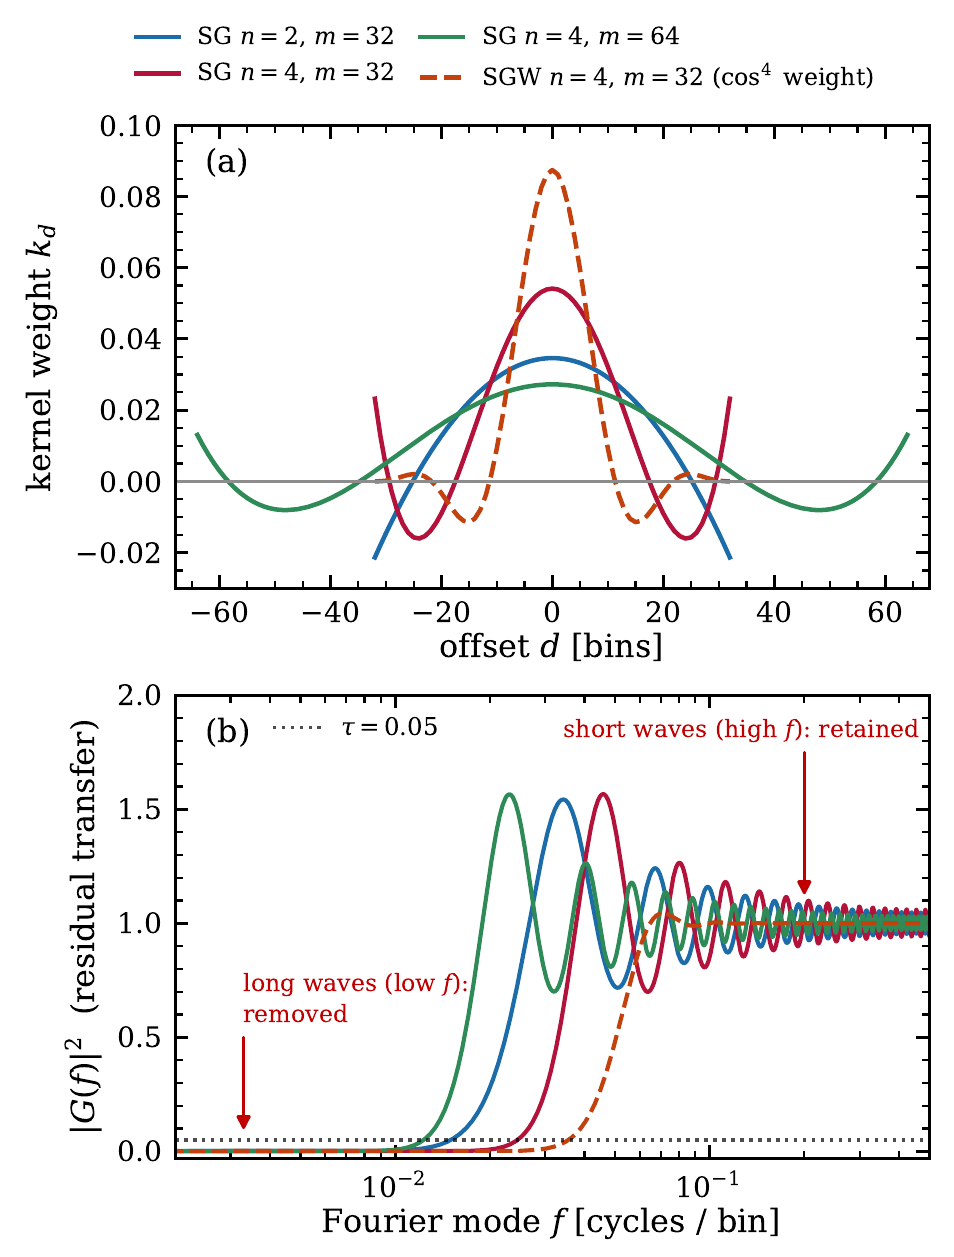 SG n = 2, m = 32
SG n = 4, m = 64
SG n = 4, m = 32
SGW n = 4, m = 32 (cos⁴ weight)
(a)
kernel weight k_d
0.10
0.08
0.06
0.04
0.02
0.00
−0.02
−60 −40 −20 0 20 40 60
offset d [bins]
(b)
τ = 0.05
short waves (high f): retained
long waves (low f):
removed
|G(f)|² (residual transfer)
2.0
1.5
1.0
0.5
0.0
10⁻² 10⁻¹
Fourier mode f [cycles / bin]